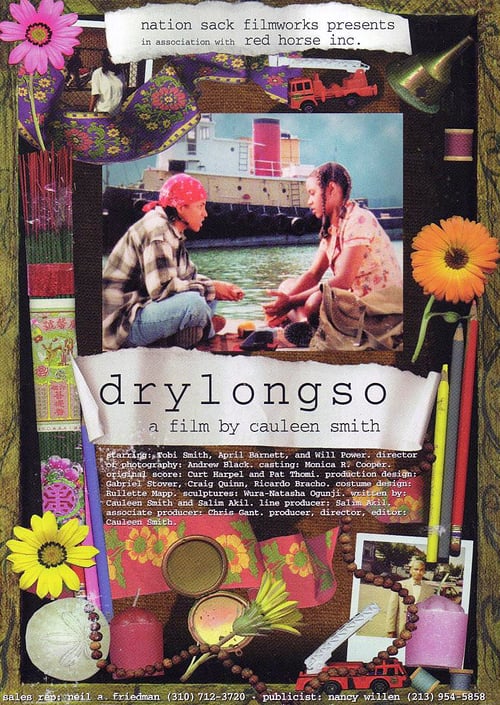 nation sack filmworks presents
in association with red horse inc.
drylongso
a film by cauleen smith
starring: Tobi Smith, April Barnett, and Will Power. director
of photography: Andrew Black. casting: Monica R. Cooper.
original score: Curt Harpel and Pat Thomi. production design:
Gabriel Stover, Craig Quinn, Ricardo Bracho. costume design:
Rullette Mapp. sculptures: Wura-Natasha Ogunji. written by:
Cauleen Smith and Salim Akil. line producer: Salim Akil.
associate producer: Chris Gant. producer, director, editor:
Cauleen Smith.
sales rep: neil a. friedman (310) 712-3720 · publicist: nancy willen (213) 954-5858